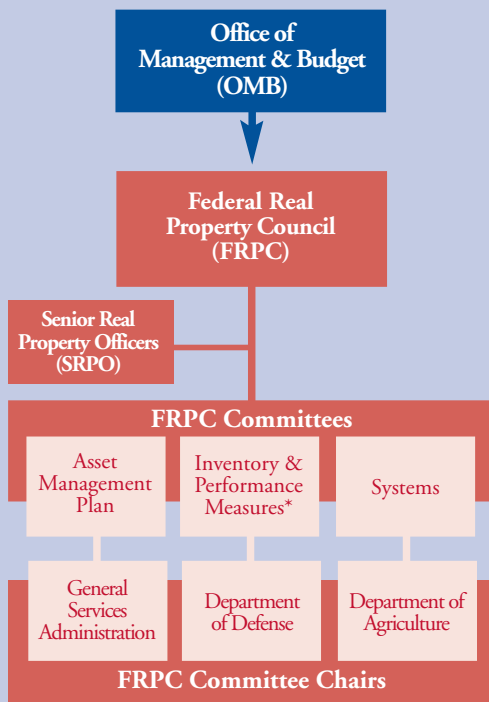 Office of
Management & Budget
(OMB)
Federal Real
Property Council
(FRPC)
Senior Real
Property Officers
(SRPO)
FRPC Committees
Asset
Management
Plan
Inventory &
Performance
Measures*
Systems
General
Services
Administration
Department
of Defense
Department of
Agriculture
FRPC Committee Chairs